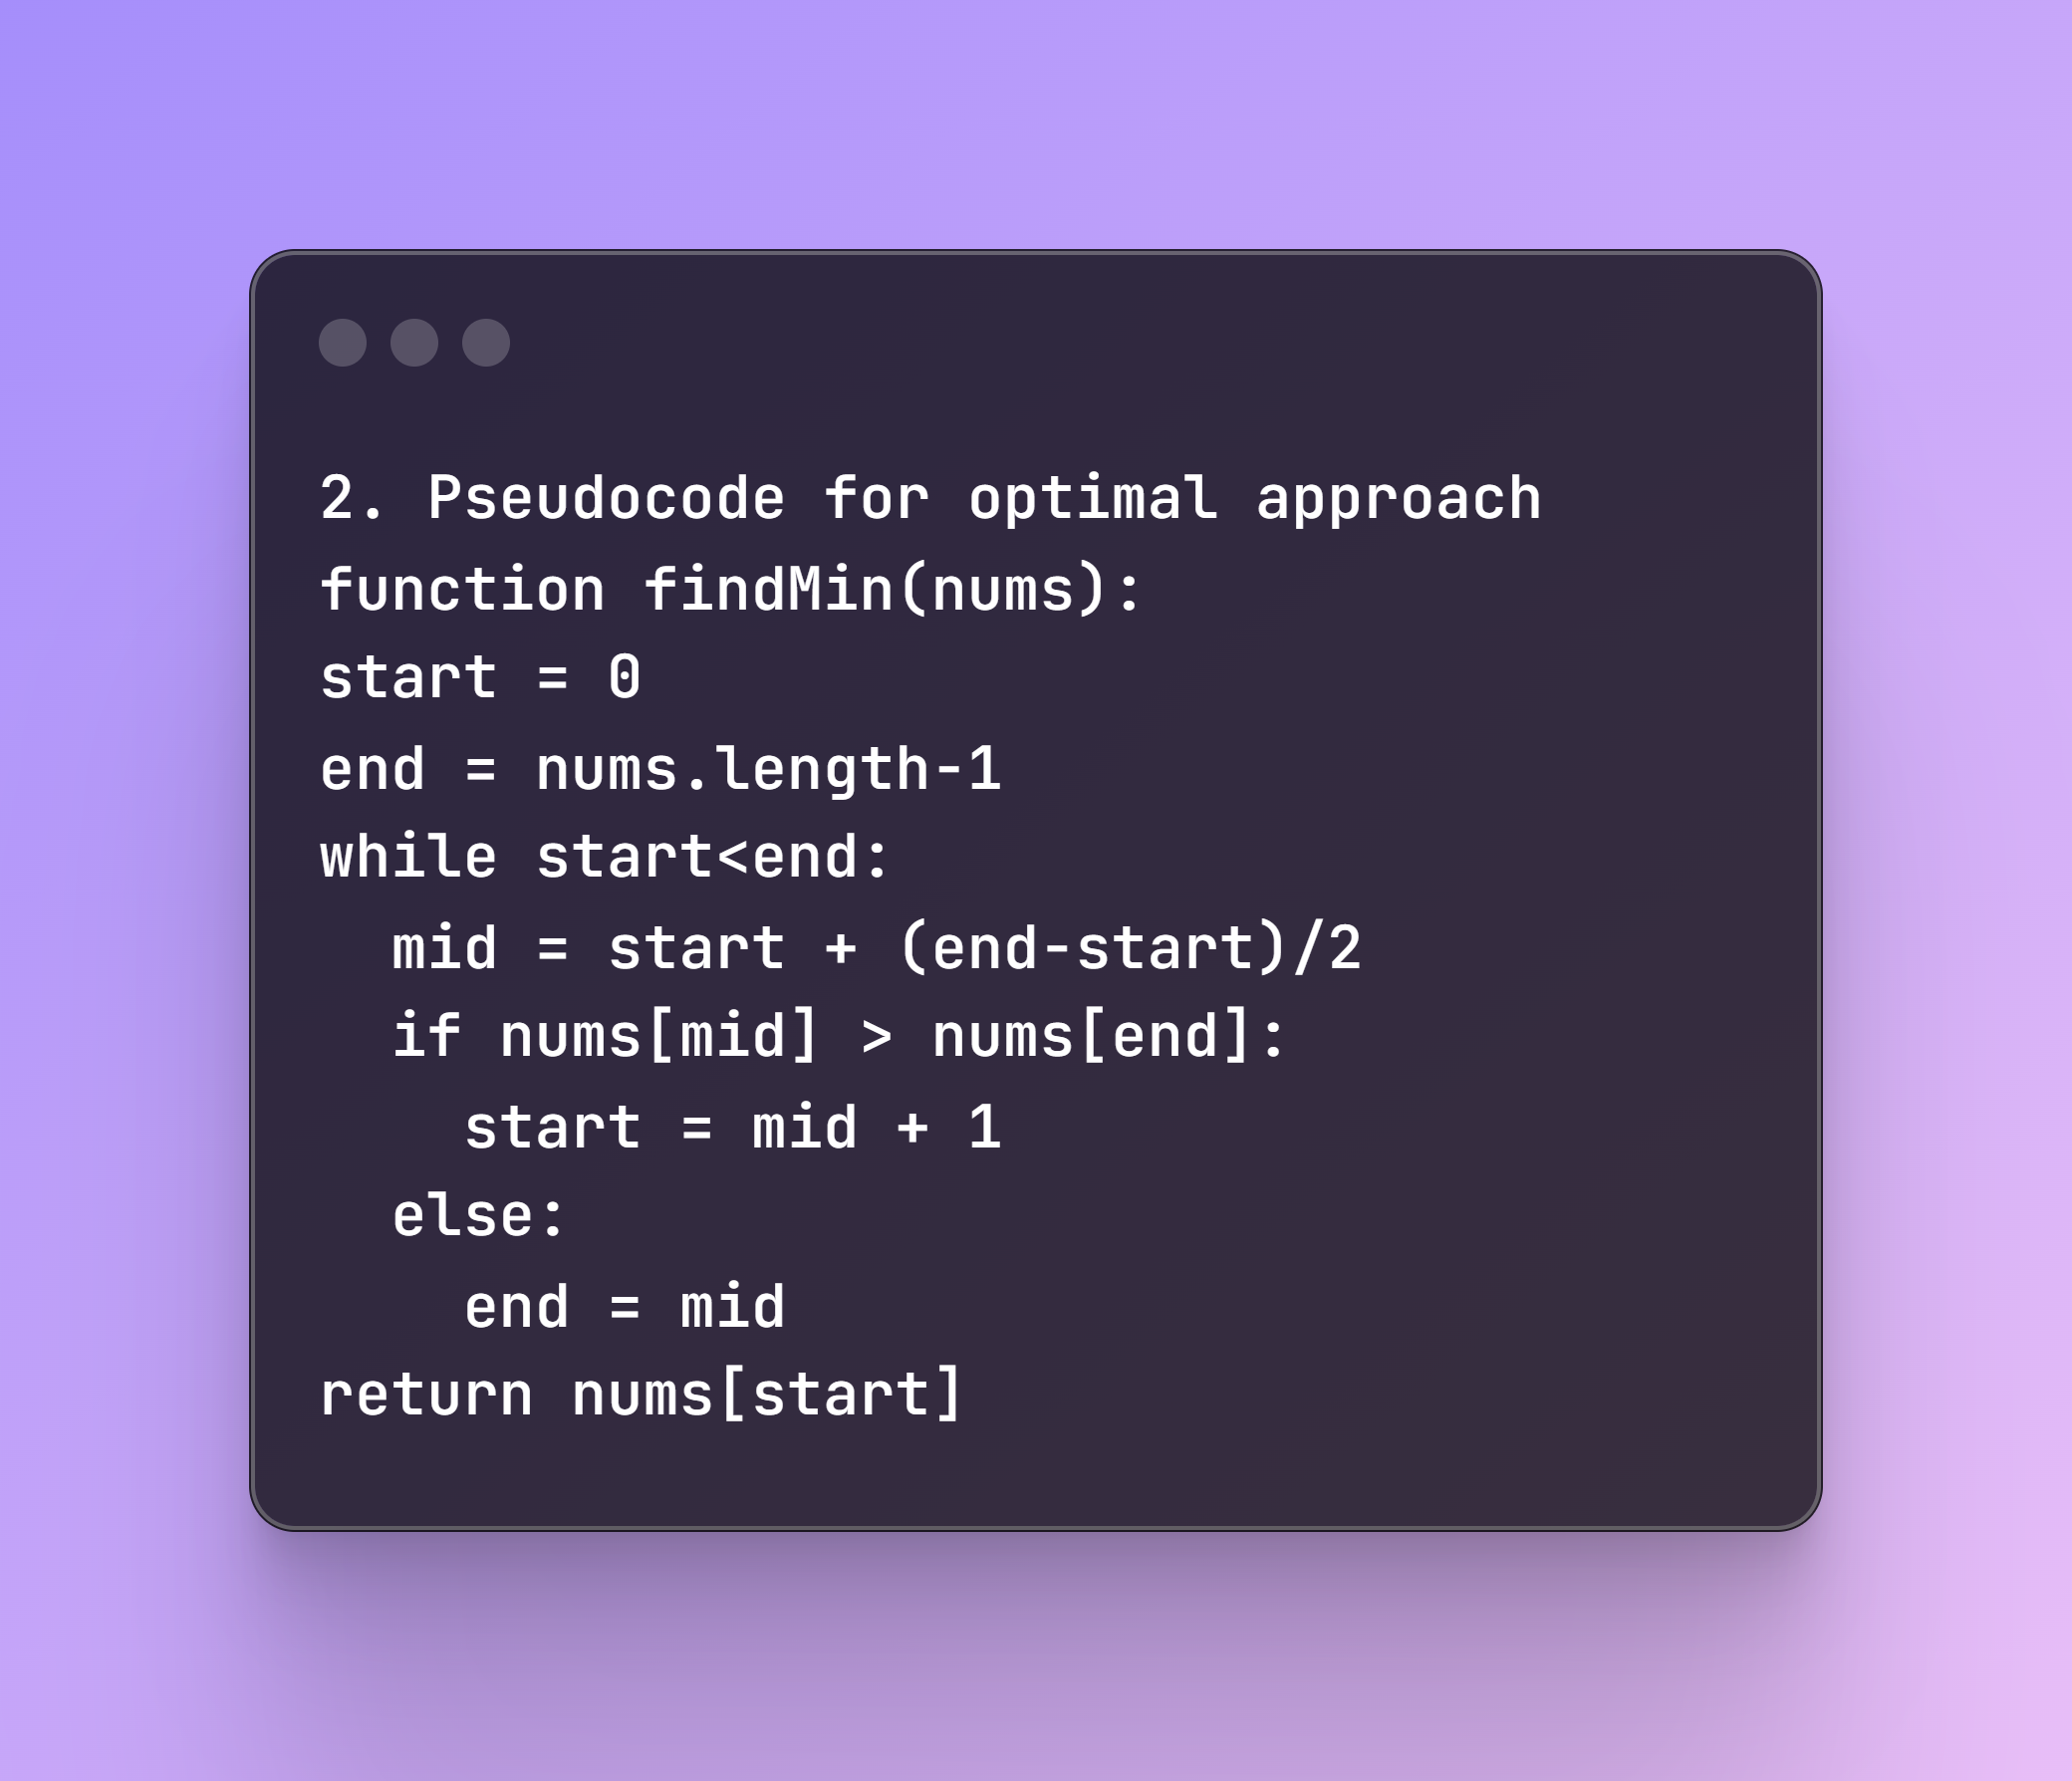 2. Pseudocode for optimal approach
function findMin(nums):
start = 0
end = nums.length-1
while start<end:
  mid = start + (end-start)/2
  if nums[mid] > nums[end]:
    start = mid + 1
  else:
    end = mid
return nums[start]